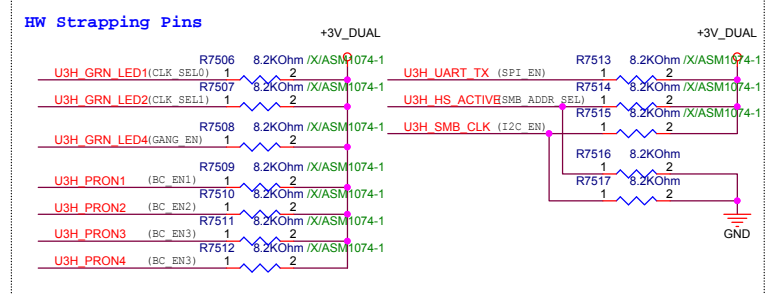 HW Strapping Pins
+3V_DUAL
R7506 8.2KOhm /X/ASM1074-1
U3H_GRN_LED1 (CLK_SEL0) 1 2
R7507 8.2KOhm /X/ASM1074-1
U3H_GRN_LED2 (CLK_SEL1) 1 2
R7508 8.2KOhm /X/ASM1074-1
U3H_GRN_LED4 (GANG_EN) 1 2
R7509 8.2KOhm /X/ASM1074-1
U3H_PRON1 (BC_EN1) 1 2
R7510 8.2KOhm /X/ASM1074-1
U3H_PRON2 (BC_EN2) 1 2
R7511 8.2KOhm /X/ASM1074-1
U3H_PRON3 (BC_EN3) 1 2
R7512 8.2KOhm /X/ASM1074-1
U3H_PRON4 (BC_EN3) 1 2
+3V_DUAL
R7513 8.2KOhm /X/ASM1074-1
U3H_UART_TX (SPI_EN) 1 2
R7514 8.2KOhm /X/ASM1074-1
U3H_HS_ACTIVE (SMB_ADDR_SEL) 1 2
R7515 8.2KOhm /X/ASM1074-1
U3H_SMB_CLK (I2C_EN) 1 2
R7516 8.2KOhm
1 2
R7517 8.2KOhm
1 2
GND